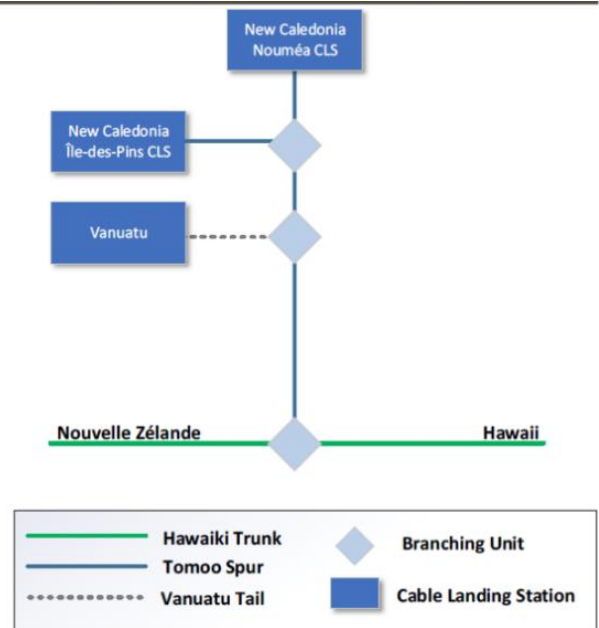 New Caledonia
Nouméa CLS
New Caledonia
Île-des-Pins CLS
Vanuatu
Nouvelle Zélande
Hawaii
Hawaiki Trunk
Tomoo Spur
Vanuatu Tail
Branching Unit
Cable Landing Station